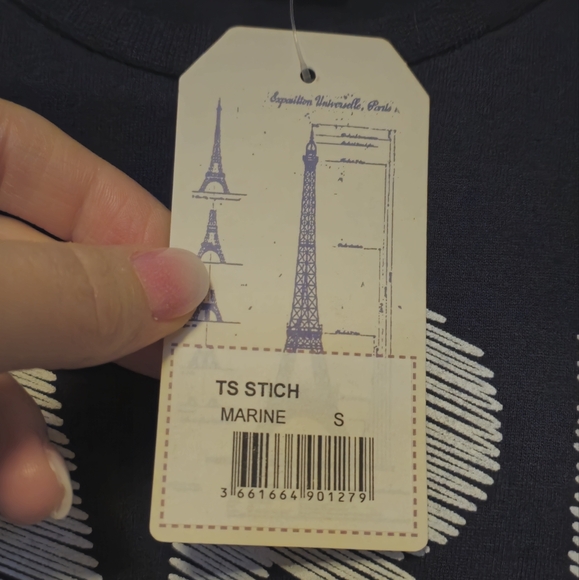 Exposition Universelle, Paris
TS STICH
MARINE S
3 661664 901279